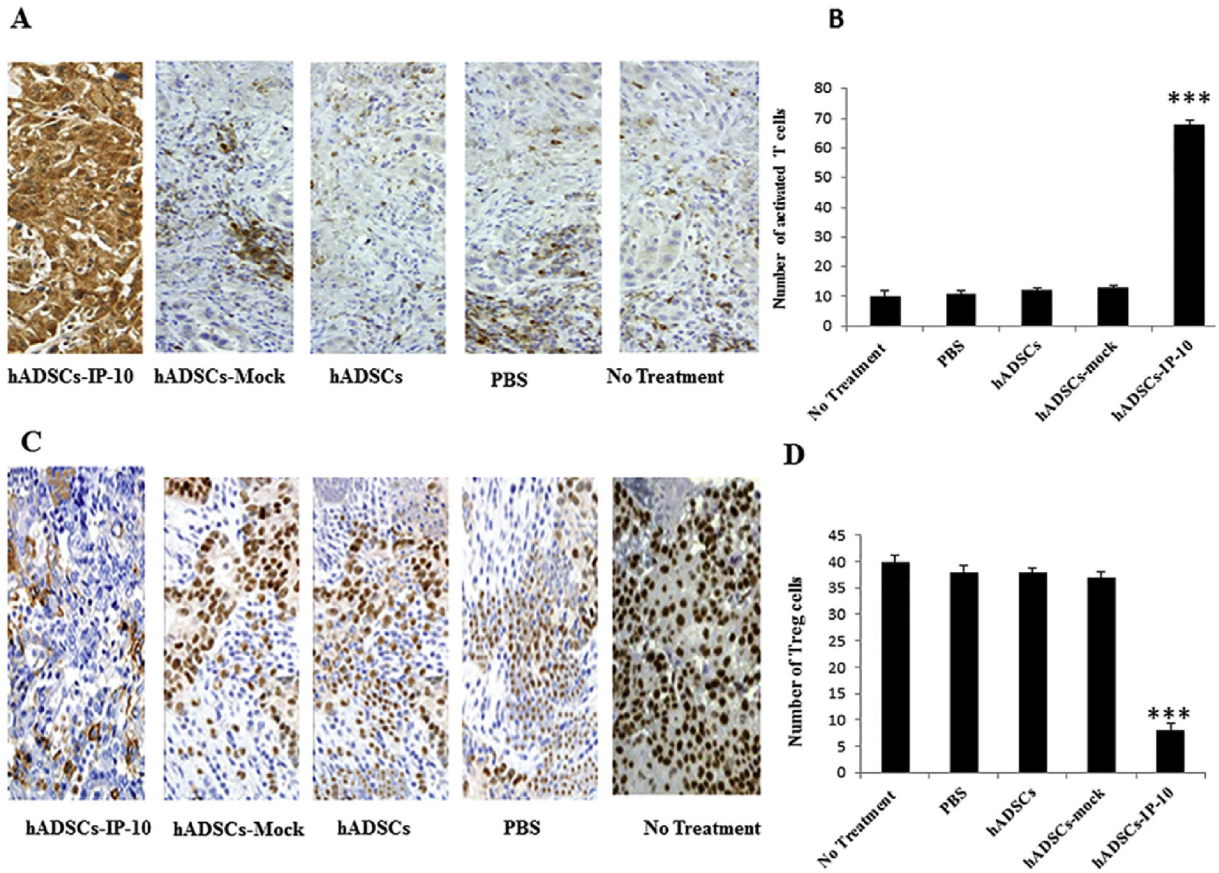 A
hADSCs-IP-10
hADSCs-Mock
hADSCs
PBS
No Treatment
B
Number of activated T cells
80
70
60
50
40
30
20
10
0
***
No Treatment
PBS
hADSCs
hADSCs-mock
hADSCs-IP-10
C
hADSCs-IP-10
hADSCs-Mock
hADSCs
PBS
No Treatment
D
Number of Treg cells
45
40
35
30
25
20
15
10
5
0
***
No Treatment
PBS
hADSCs
hADSCs-mock
hADSCs-IP-10